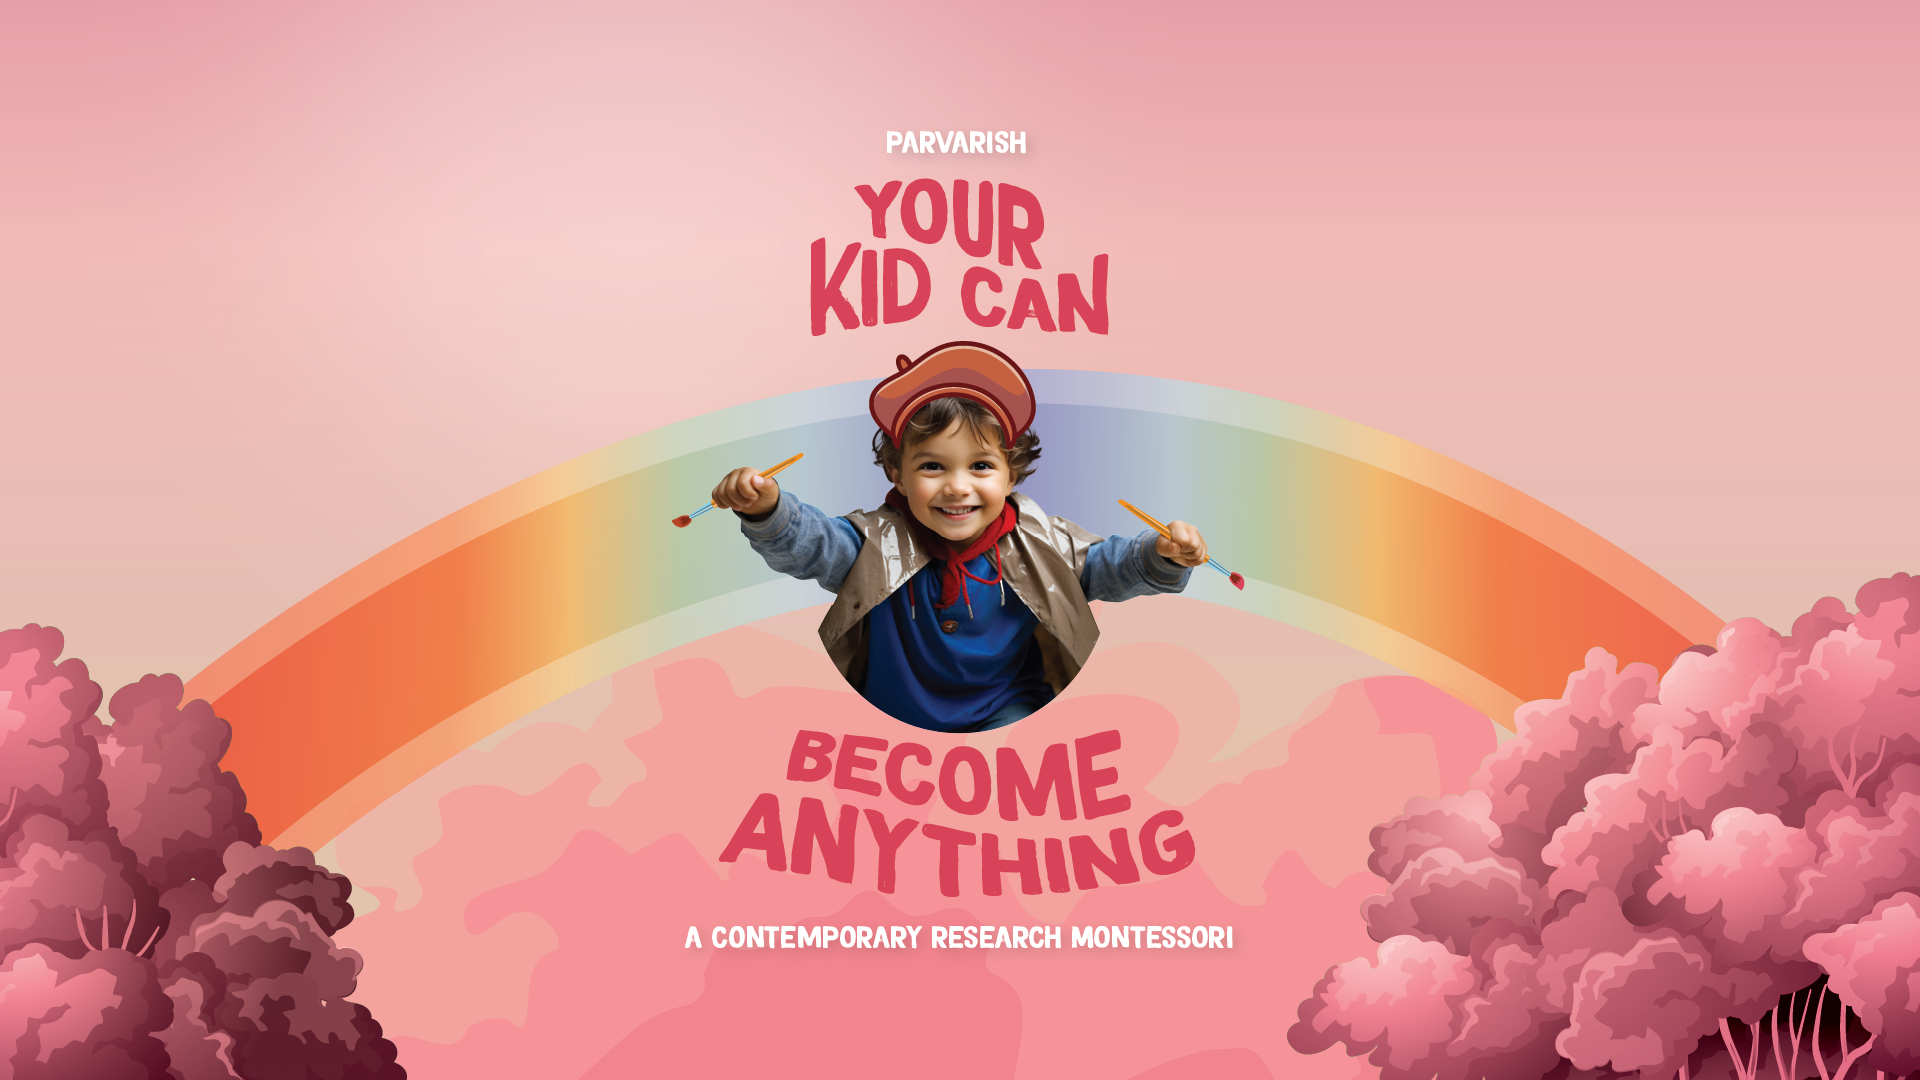 PARVARISH
YOUR
KID CAN
BECOME
ANYTHING
A CONTEMPORARY RESEARCH MONTESSORI